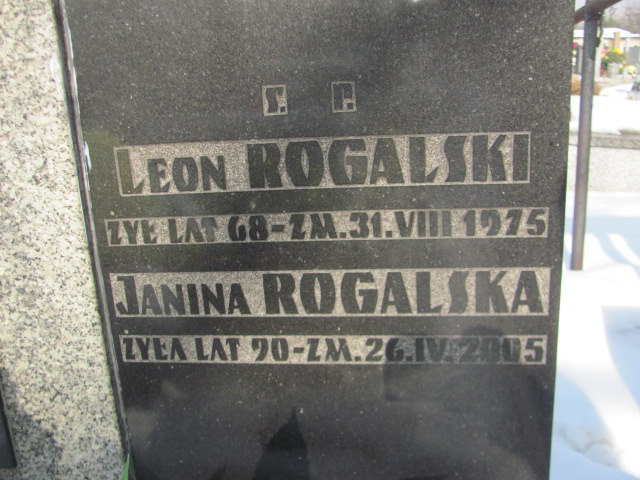 Ś. P.
LEON ROGALSKI
ŻYŁ LAT 68-ZM.31.VIII 1975
JANINA ROGALSKA
ŻYŁA LAT 90-ZM.26.IV.2005